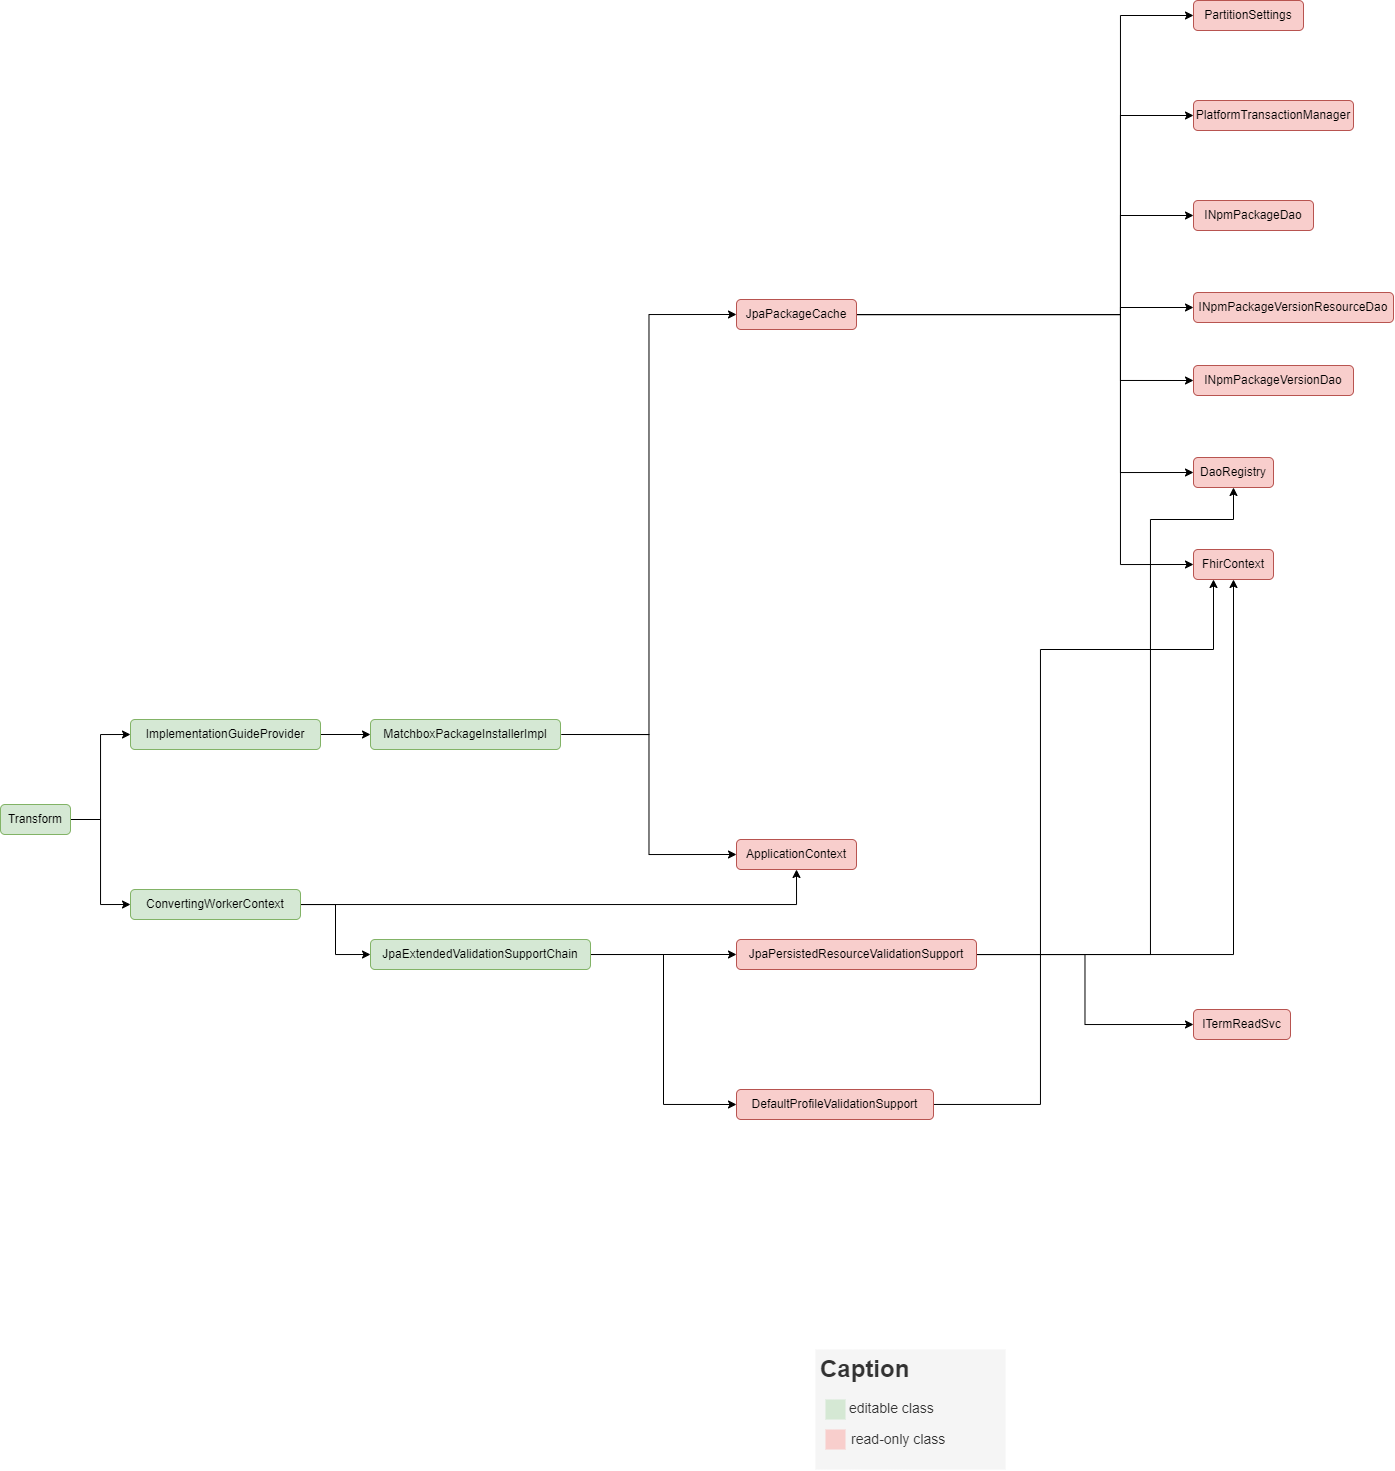 PartitionSettings
PlatformTransactionManager
INpmPackageDao
INpmPackageVersionResourceDao
JpaPackageCache
INpmPackageVersionDao
DaoRegistry
FhirContext
ImplementationGuideProvider
MatchboxPackageInstallerImpl
Transform
ApplicationContext
ConvertingWorkerContext
JpaExtendedValidationSupportChain
JpaPersistedResourceValidationSupport
ITermReadSvc
DefaultProfileValidationSupport
Caption
editable class
read-only class